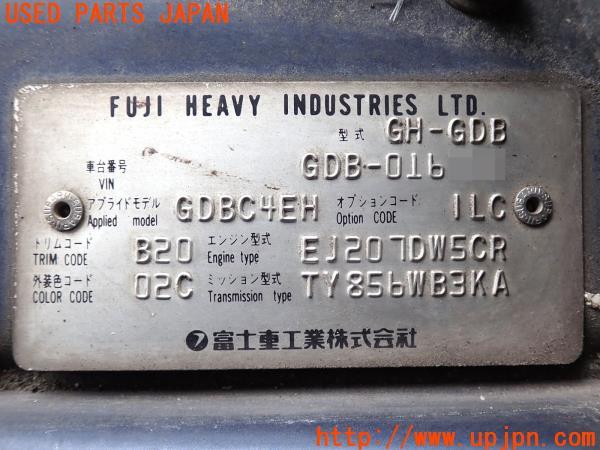 USED PARTS JAPAN
FUJI HEAVY INDUSTRIES LTD.
型式 GH-GDB
車台番号 VIN GDB-016
アプライドモデル Applied model GDBC4EH オプションコード Option CODE 1LC
トリムコード TRIM CODE B20 エンジン型式 Engine type EJ207DW5CR
外装色コード COLOR CODE 02C ミッション型式 Transmission type TY856WB3KA
フ富士重工業株式会社
UPJ
http://www.upjpn.com